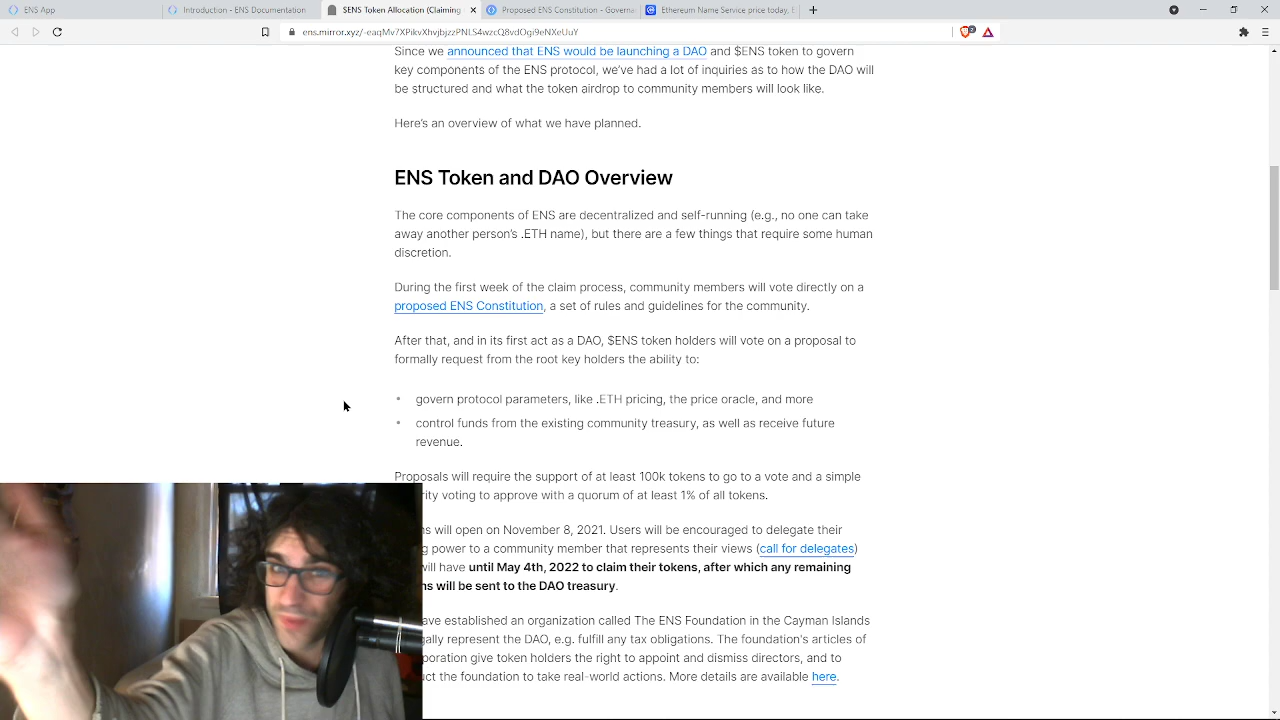 ENS App
Introduction - ENS Documentation
$ENS Token Allocation (Claiming
Proposed ENS Constitution - Governa
Ethereum Name Service price today, E
ens.mirror.xyz/-eaqMv7XPikvXhvjbjzzPNLS4wzcQ8vdOgi9eNXeUuY
Since we announced that ENS would be launching a DAO and $ENS token to govern
key components of the ENS protocol, we've had a lot of inquiries as to how the DAO will
be structured and what the token airdrop to community members will look like.
Here's an overview of what we have planned.
ENS Token and DAO Overview
The core components of ENS are decentralized and self-running (e.g., no one can take
away another person's .ETH name), but there are a few things that require some human
discretion.
During the first week of the claim process, community members will vote directly on a
proposed ENS Constitution, a set of rules and guidelines for the community.
After that, and in its first act as a DAO, $ENS token holders will vote on a proposal to
formally request from the root key holders the ability to:
• govern protocol parameters, like .ETH pricing, the price oracle, and more
• control funds from the existing community treasury, as well as receive future
revenue.
Proposals will require the support of at least 100k tokens to go to a vote and a simple
rity voting to approve with a quorum of at least 1% of all tokens.
ns will open on November 8, 2021. Users will be encouraged to delegate their
g power to a community member that represents their views (call for delegates)
will have until May 4th, 2022 to claim their tokens, after which any remaining
ns will be sent to the DAO treasury.
ave established an organization called The ENS Foundation in the Cayman Islands
gally represent the DAO, e.g. fulfill any tax obligations. The foundation's articles of
poration give token holders the right to appoint and dismiss directors, and to
uct the foundation to take real-world actions. More details are available here.